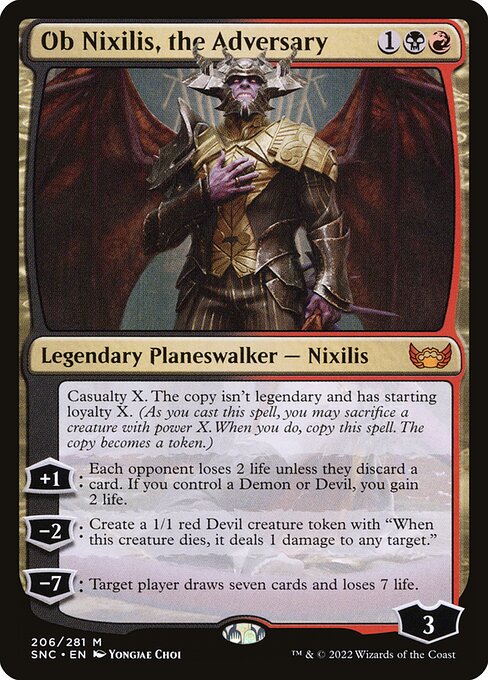 Ob Nixilis, the Adversary 1
Legendary Planeswalker — Nixilis
Casualty X. The copy isn't legendary and has starting
loyalty X. (As you cast this spell, you may sacrifice a
creature with power X. When you do, copy this spell. The
copy becomes a token.)
+1 : Each opponent loses 2 life unless they discard a
card. If you control a Demon or Devil, you gain
2 life.
−2 : Create a 1/1 red Devil creature token with “When
this creature dies, it deals 1 damage to any target.”
−7 : Target player draws seven cards and loses 7 life.
3
206/281 M
SNC • EN Yongjae Choi
™ & © 2022 Wizards of the Coast